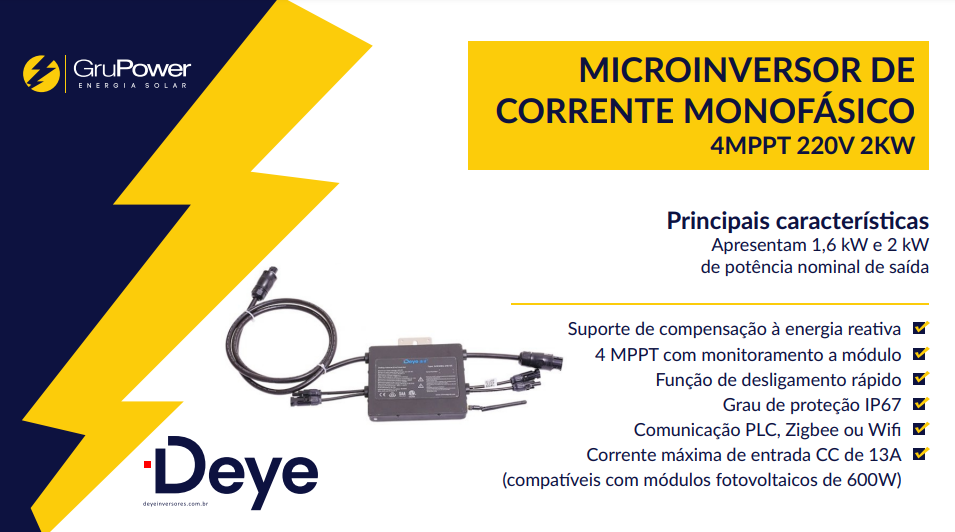 GruPower
ENERGIA SOLAR
MICROINVERSOR DE
CORRENTE MONOFÁSICO
4MPPT 220V 2KW
Principais características
Apresentam 1,6 kW e 2 kW
de potência nominal de saída
Suporte de compensação à energia reativa
4 MPPT com monitoramento a módulo
Função de desligamento rápido
Grau de proteção IP67
Comunicação PLC, Zigbee ou Wifi
Corrente máxima de entrada CC de 13A
(compatíveis com módulos fotovoltaicos de 600W)
Deye
deyeinversores.com.br